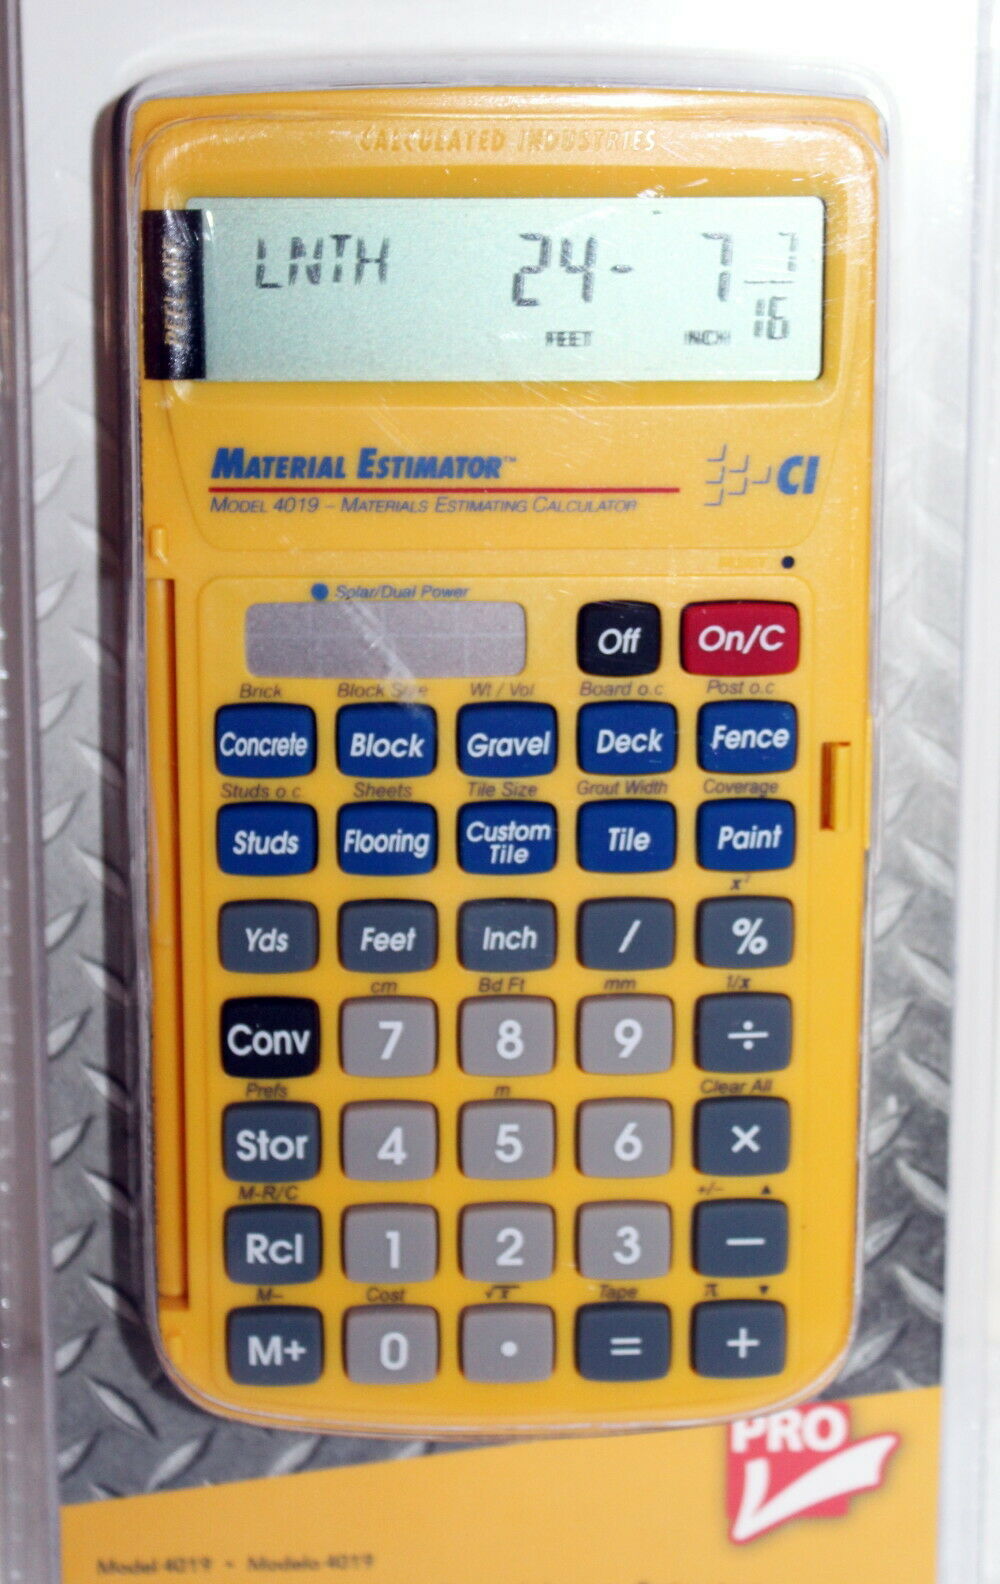 CALCULATED INDUSTRIES
PEEL OFF
LNTH 24- 7 7/16
FEET INCH
MATERIAL ESTIMATOR™
CI
MODEL 4019 – MATERIALS ESTIMATING CALCULATOR
RESET
Solar/Dual Power
Off On/C
Brick Block Size Wt / Vol Board o.c Post o.c
Concrete Block Gravel Deck Fence
Studs o.c. Sheets Tile Size Grout Width Coverage
Studs Flooring Custom Tile Tile Paint
x²
Yds Feet Inch / %
cm Bd Ft mm 1/x
Conv 7 8 9 ÷
Prefs m Clear All
Stor 4 5 6 ×
M-R/C +/– ▲
Rcl 1 2 3 –
M– Cost √x Tape π ▼
M+ 0 . = +
PRO
Model 4019 • Modelo 4019